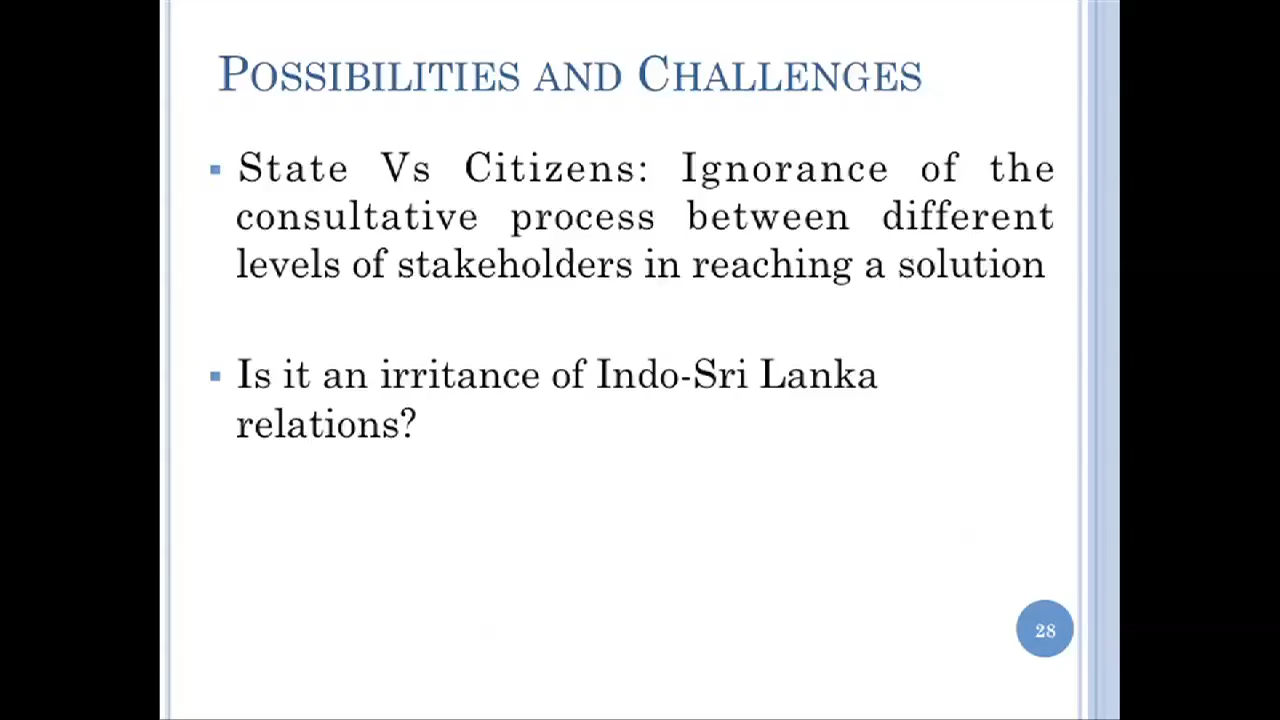 POSSIBILITIES AND CHALLENGES
▪ State Vs Citizens: Ignorance of the
consultative process between different
levels of stakeholders in reaching a solution
▪ Is it an irritance of Indo-Sri Lanka
relations?
28